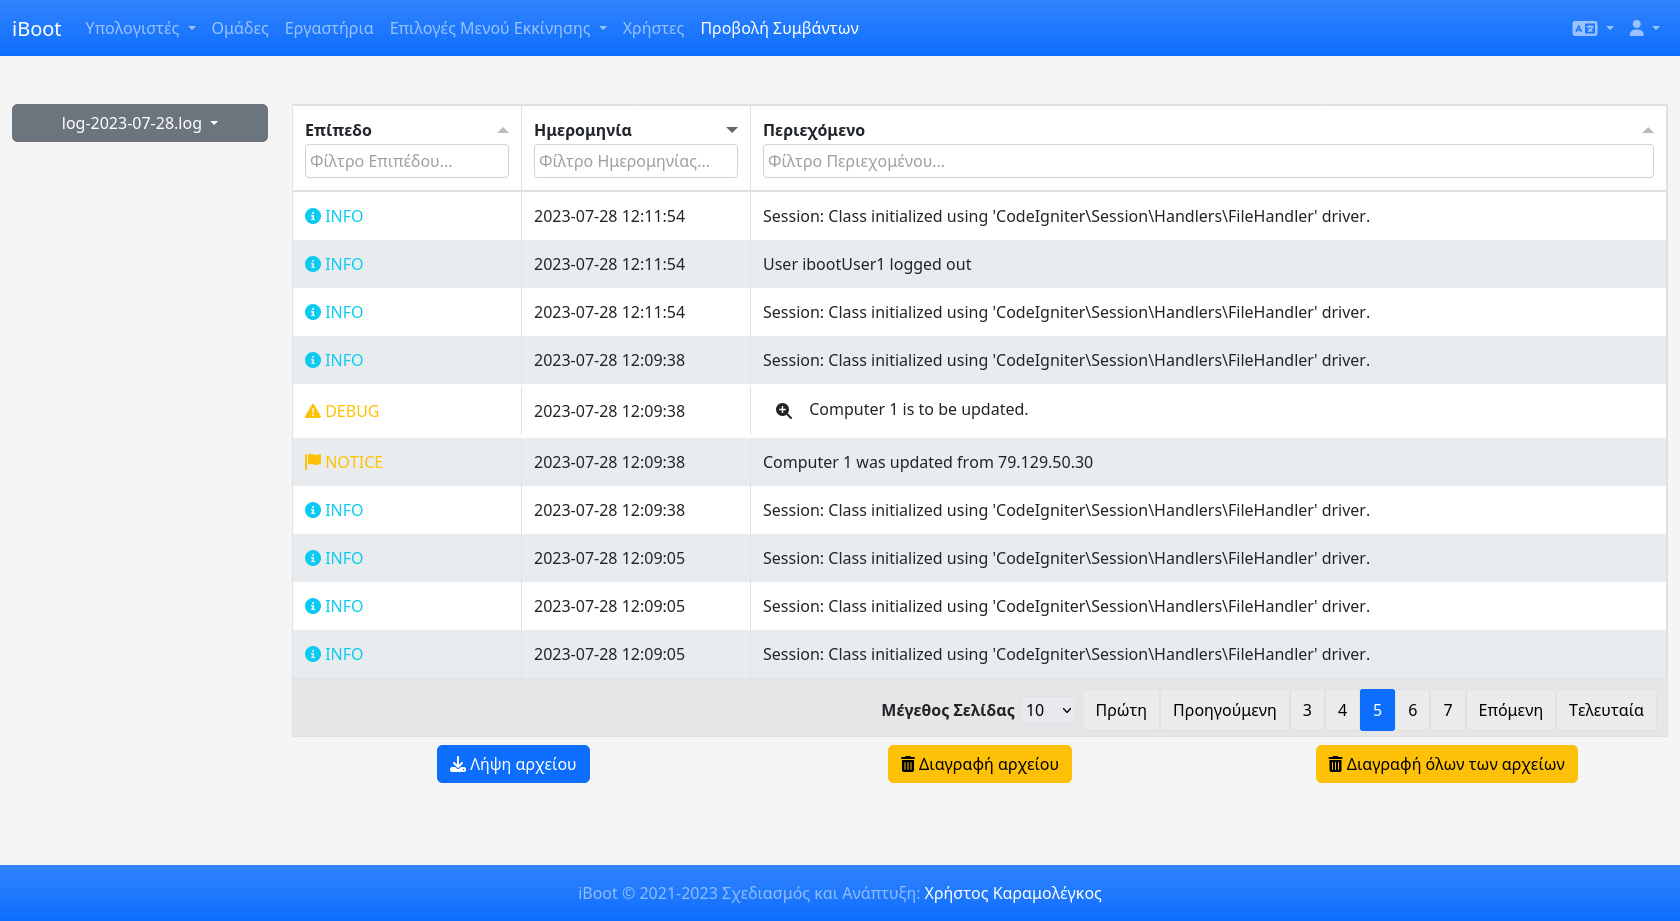 iBoot Υπολογιστές Ομάδες Εργαστήρια Επιλογές Μενού Εκκίνησης Χρήστες Προβολή Συμβάντων
log-2023-07-28.log
Επίπεδο Ημερομηνία Περιεχόμενο
Φίλτρο Επιπέδου... Φίλτρο Ημερομηνίας... Φίλτρο Περιεχομένου...
INFO 2023-07-28 12:11:54 Session: Class initialized using 'CodeIgniter\Session\Handlers\FileHandler' driver.
INFO 2023-07-28 12:11:54 User ibootUser1 logged out
INFO 2023-07-28 12:11:54 Session: Class initialized using 'CodeIgniter\Session\Handlers\FileHandler' driver.
INFO 2023-07-28 12:09:38 Session: Class initialized using 'CodeIgniter\Session\Handlers\FileHandler' driver.
DEBUG 2023-07-28 12:09:38 Computer 1 is to be updated.
NOTICE 2023-07-28 12:09:38 Computer 1 was updated from 79.129.50.30
INFO 2023-07-28 12:09:38 Session: Class initialized using 'CodeIgniter\Session\Handlers\FileHandler' driver.
INFO 2023-07-28 12:09:05 Session: Class initialized using 'CodeIgniter\Session\Handlers\FileHandler' driver.
INFO 2023-07-28 12:09:05 Session: Class initialized using 'CodeIgniter\Session\Handlers\FileHandler' driver.
INFO 2023-07-28 12:09:05 Session: Class initialized using 'CodeIgniter\Session\Handlers\FileHandler' driver.
Μέγεθος Σελίδας 10 Πρώτη Προηγούμενη 3 4 5 6 7 Επόμενη Τελευταία
Λήψη αρχείου Διαγραφή αρχείου Διαγραφή όλων των αρχείων
iBoot © 2021-2023 Σχεδιασμός και Ανάπτυξη: Χρήστος Καραμολέγκος